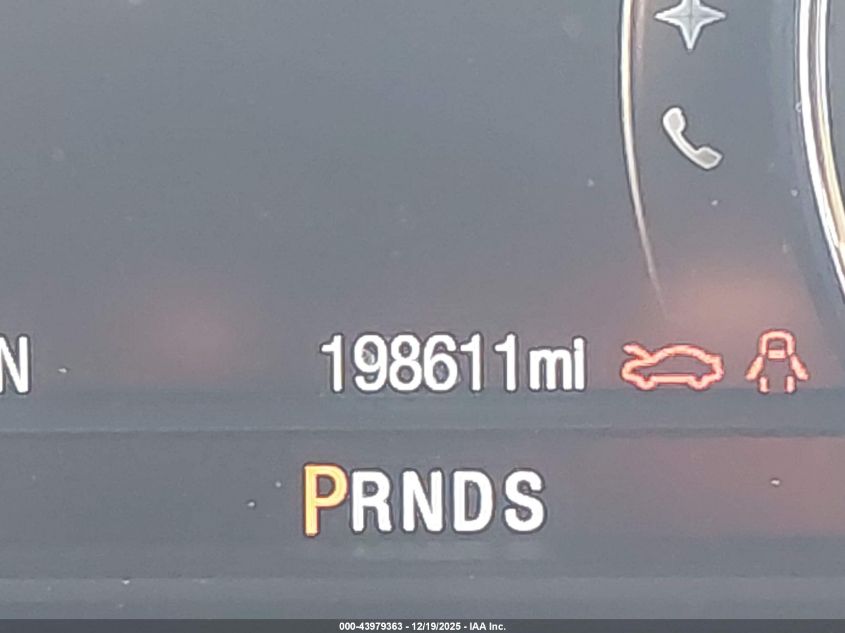 N 198611mi
PRNDS
000-43979363 - 12/19/2025 - IAA Inc.